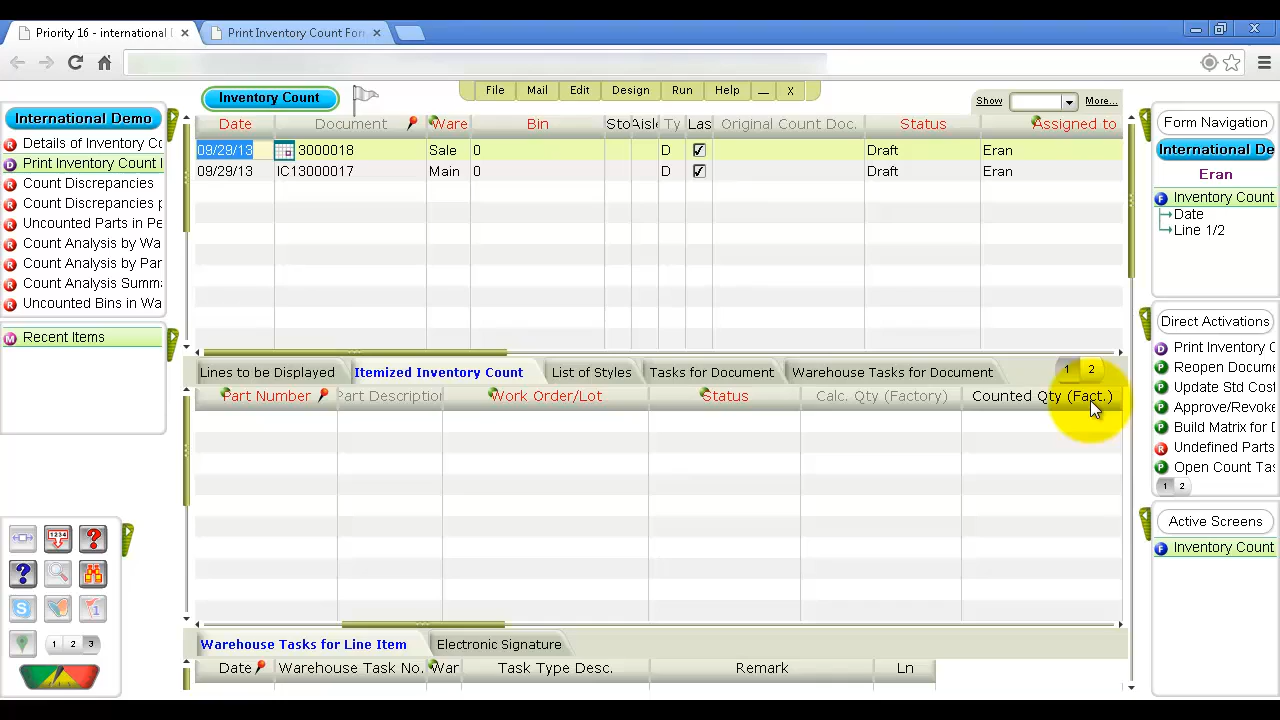 Priority 16 - international
Print Inventory Count For
Inventory Count
File Mail Edit Design Run Help _ X
Show More...
Date Document Ware Bin Sto Aisl Ty Las Original Count Doc. Status Assigned to
09/29/13 3000018 Sale 0 D Draft Eran
09/29/13 IC13000017 Main 0 D Draft Eran
International Demo
R Details of Inventory Cc
D Print Inventory Count
R Count Discrepancies
R Count Discrepancies p
R Uncounted Parts in Pe
R Count Analysis by Wa
R Count Analysis by Par
R Count Analysis Summ
R Uncounted Bins in Wa
M Recent Items
Lines to be Displayed Itemized Inventory Count List of Styles Tasks for Document Warehouse Tasks for Document 1 2
Part Number Part Description Work Order/Lot Status Calc. Qty (Factory) Counted Qty (Fact.)
1234 ? ?
1 2 3
Warehouse Tasks for Line Item Electronic Signature
Date Warehouse Task No. War Task Type Desc. Rmark Ln
Form Navigation
International De
Eran
F Inventory Count
Date
Line 1/2
Direct Activations
D Print Inventory C
P Reopen Docume
P Update Std Cost
P Approve/Revoke
P Build Matrix for D
R Undefined Parts
P Open Count Tas
1 2
Active Screens
F Inventory Count